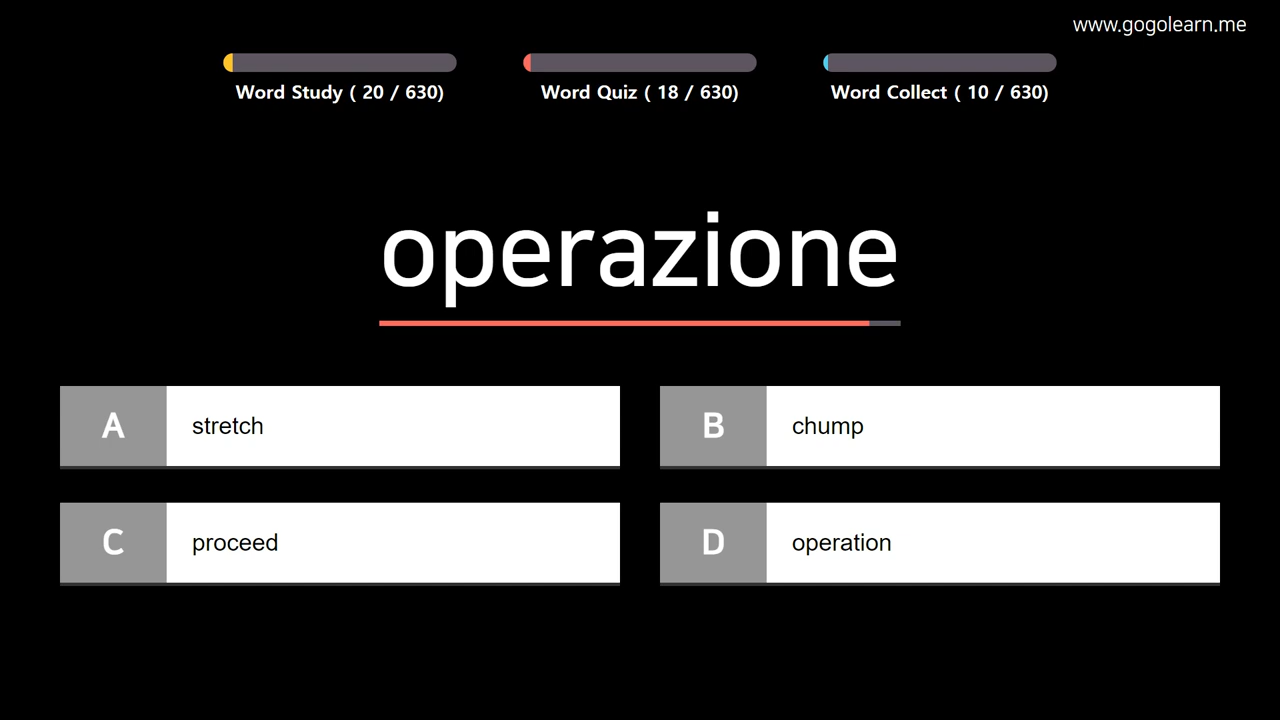 www.gogolearn.me
Word Study ( 20 / 630)
Word Quiz ( 18 / 630)
Word Collect ( 10 / 630)
operazione
A stretch
B chump
C proceed
D operation